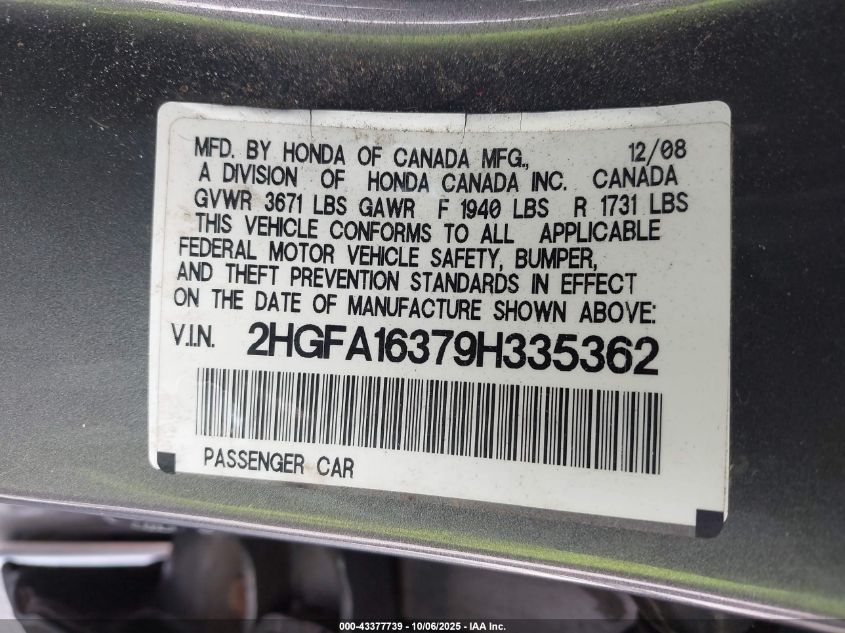 MFD. BY HONDA OF CANADA MFG., 12/08
A DIVISION OF HONDA CANADA INC. CANADA
GVWR 3671 LBS GAWR F 1940 LBS R 1731 LBS
THIS VEHICLE CONFORMS TO ALL APPLICABLE
FEDERAL MOTOR VEHICLE SAFETY, BUMPER,
AND THEFT PREVENTION STANDARDS IN EFFECT
ON THE DATE OF MANUFACTURE SHOWN ABOVE:
V.I.N. 2HGFA16379H335362
PASSENGER CAR
000-43377739 - 10/06/2025 - IAA Inc.